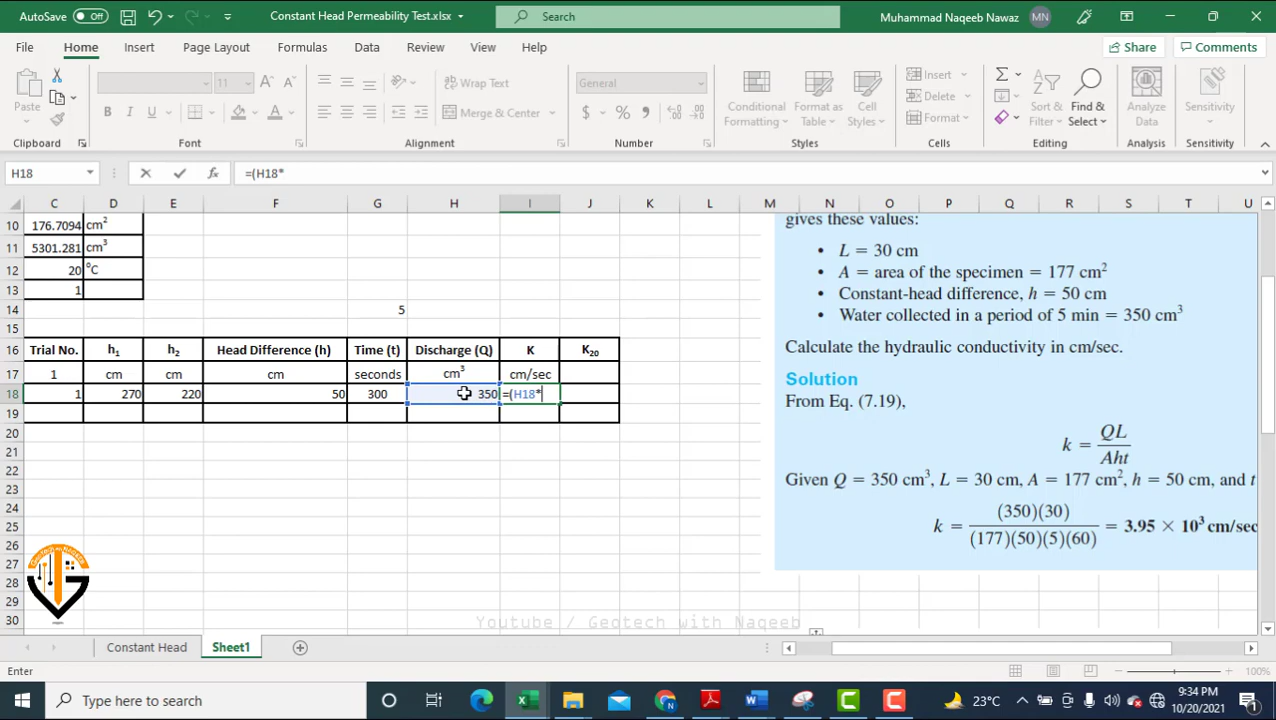 AutoSave Off
Constant Head Permeability Test.xlsx
Search
Muhammad Naqeeb Nawaz MN
File Home Insert Page Layout Formulas Data Review View Help
Share Comments
Paste
11
Wrap Text
Merge & Center
General
Conditional Formatting
Format as Table
Cell Styles
Insert
Delete
Format
Sort & Filter
Find & Select
Analyze Data
Sensitivity
Clipboard Font Alignment Number Styles Cells Editing Analysis Sensitivity
H18 fx =(H18*
C D E F G H I J K L M N O P Q R S T U
10 176.7094 cm²
11 5301.281 cm³
12 20 °C
13 1
14 5
15
16 Trial No. h₁ h₂ Head Difference (h) Time (t) Discharge (Q) K K₂₀
17 1 cm cm cm seconds cm³ cm/sec
18 1 270 220 50 300 350 =(H18*
19
20
21
22
23
24
25
26
27
28
29
30
gives these values:
• L = 30 cm
• A = area of the specimen = 177 cm²
• Constant-head difference, h = 50 cm
• Water collected in a period of 5 min = 350 cm³
Calculate the hydraulic conductivity in cm/sec.
Solution
From Eq. (7.19),
k = QL / Aht
Given Q = 350 cm³, L = 30 cm, A = 177 cm², h = 50 cm, and t
k = (350)(30) / (177)(50)(5)(60) = 3.95 × 10³ cm/sec
Youtube / Geotech with Naqeeb
Constant Head Sheet1
Enter
100%
Type here to search
23°C
9:34 PM
10/20/2021
1